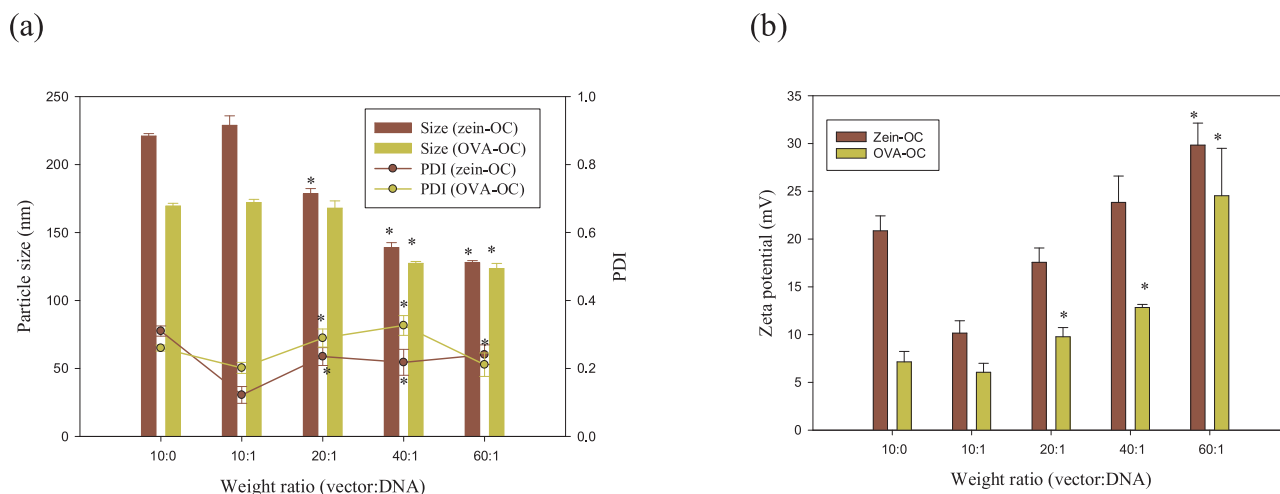 (a)
250
200
150
100
50
0
Particle size (nm)
1.0
0.8
0.6
0.4
0.2
0.0
PDI
Size (zein-OC)
Size (OVA-OC)
PDI (zein-OC)
PDI (OVA-OC)
*
* *
* *
* *
* *
*
10:0 10:1 20:1 40:1 60:1
Weight ratio (vector:DNA)
(b)
35
30
25
20
15
10
5
0
Zeta potential (mV)
Zein-OC
OVA-OC
* *
*
*
10:0 10:1 20:1 40:1 60:1
Weight ratio (vector:DNA)